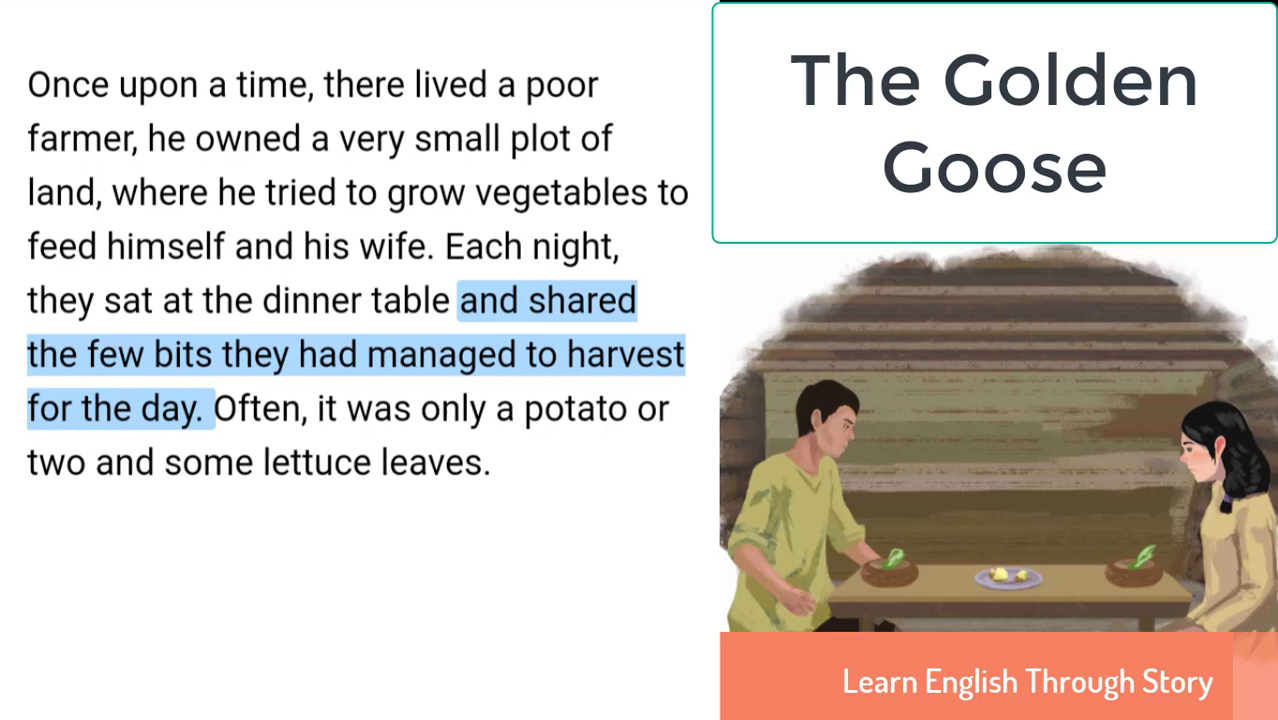 Once upon a time, there lived a poor
farmer, he owned a very small plot of
land, where he tried to grow vegetables to
feed himself and his wife. Each night,
they sat at the dinner table and shared
the few bits they had managed to harvest
for the day. Often, it was only a potato or
two and some lettuce leaves.
The Golden
Goose
Learn English Through Story